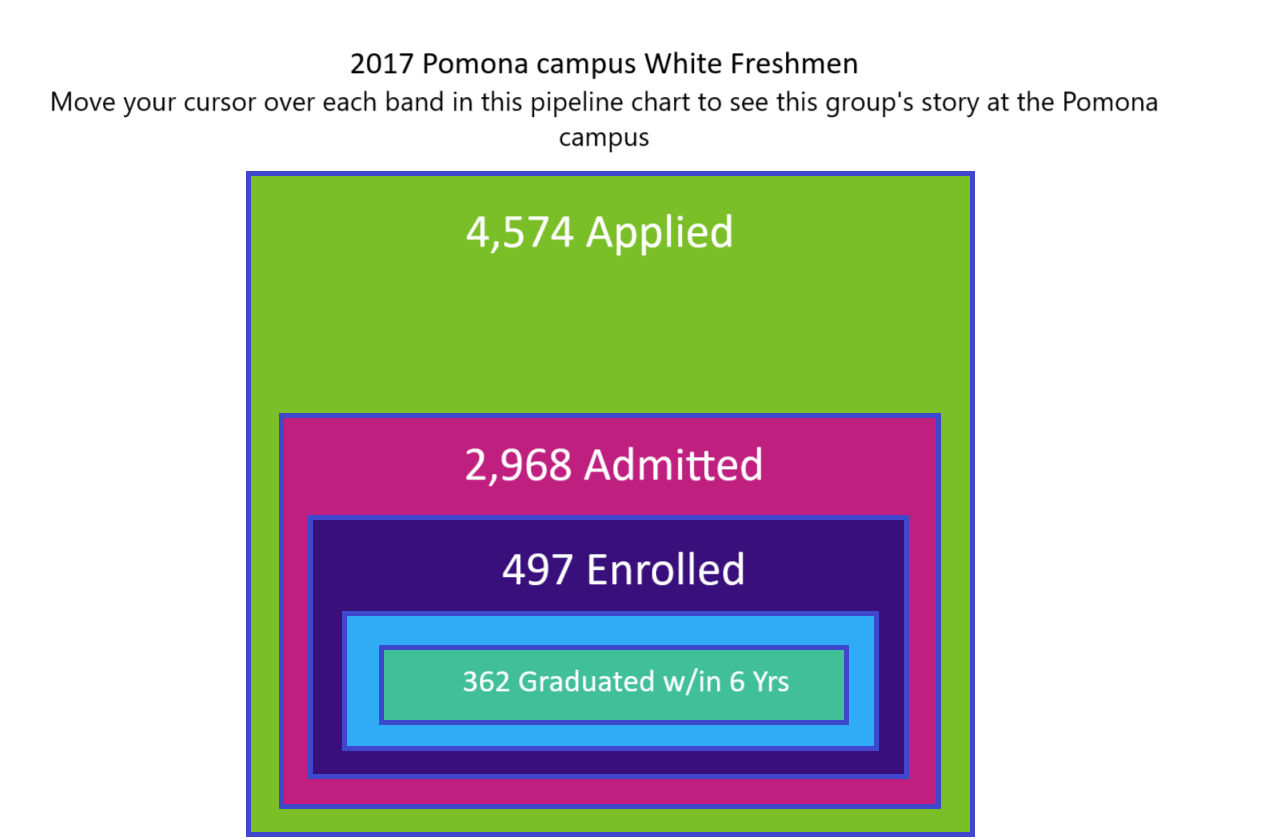 2017 Pomona campus White Freshmen
Move your cursor over each band in this pipeline chart to see this group's story at the Pomona
campus
4,574 Applied
2,968 Admitted
497 Enrolled
362 Graduated w/in 6 Yrs